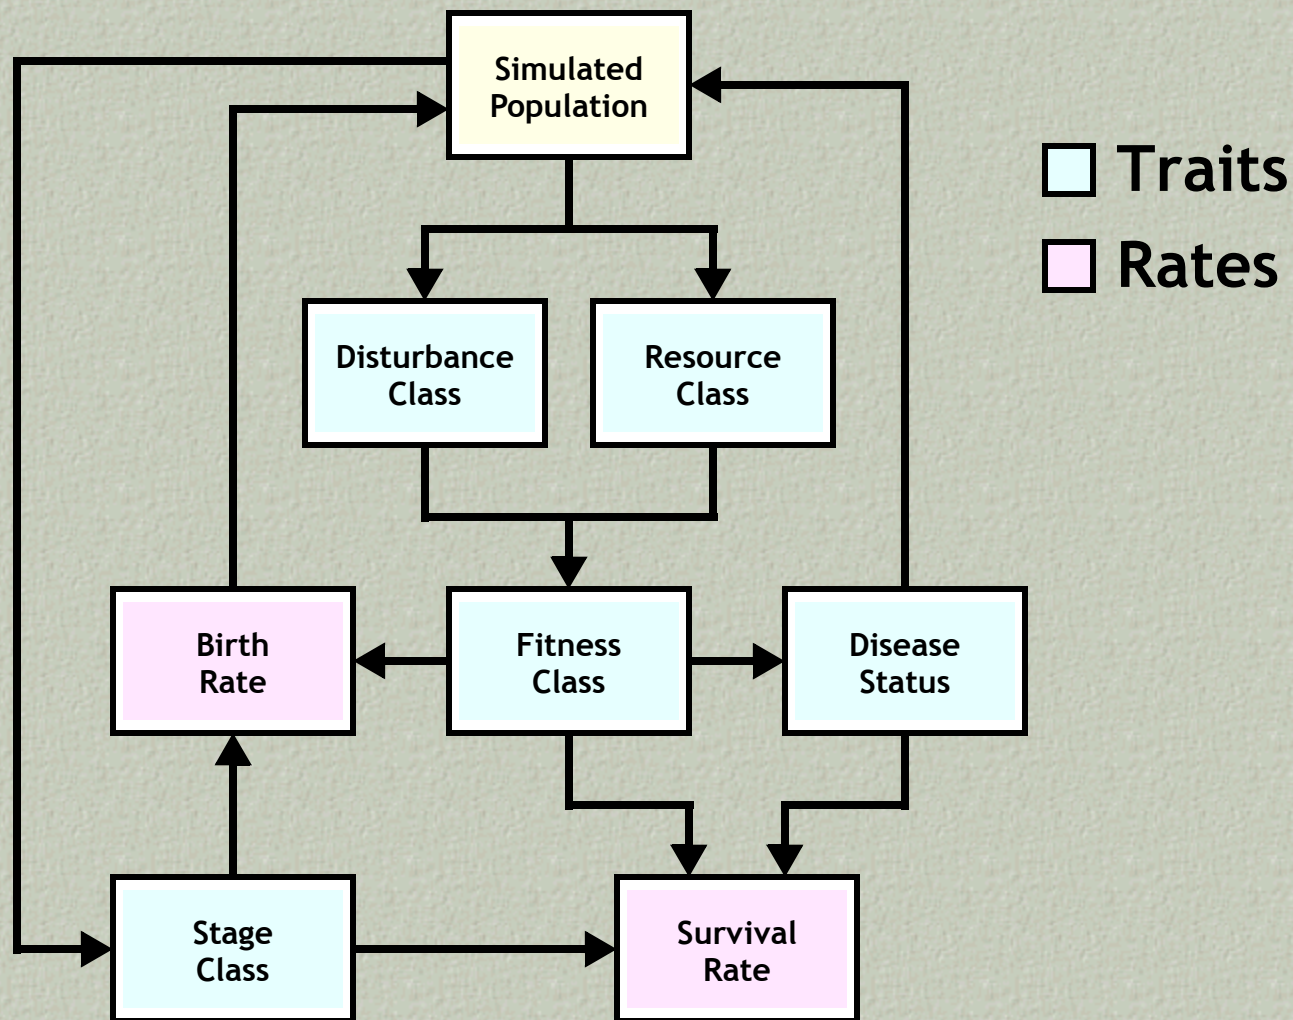 Simulated
Population
Traits
Rates
Disturbance
Class
Resource
Class
Birth
Rate
Fitness
Class
Disease
Status
Stage
Class
Survival
Rate